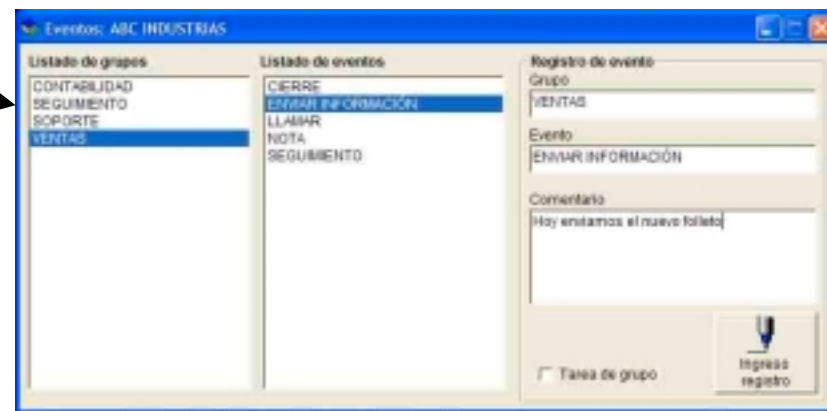 Eventos: ABC INDUSTRIAS
Listado de grupos
CONTABILIDAD
SEGUIMIENTO
SOPORTE
VENTAS
Listado de eventos
CIERRE
ENVIAR INFORMACIÓN
LLAMAR
NOTA
SEGUIMIENTO
Registro de evento
Grupo
VENTAS
Evento
ENVIAR INFORMACIÓN
Comentario
Hoy enviamos el nuevo folleto
Tarea de grupo
Ingreso
registro